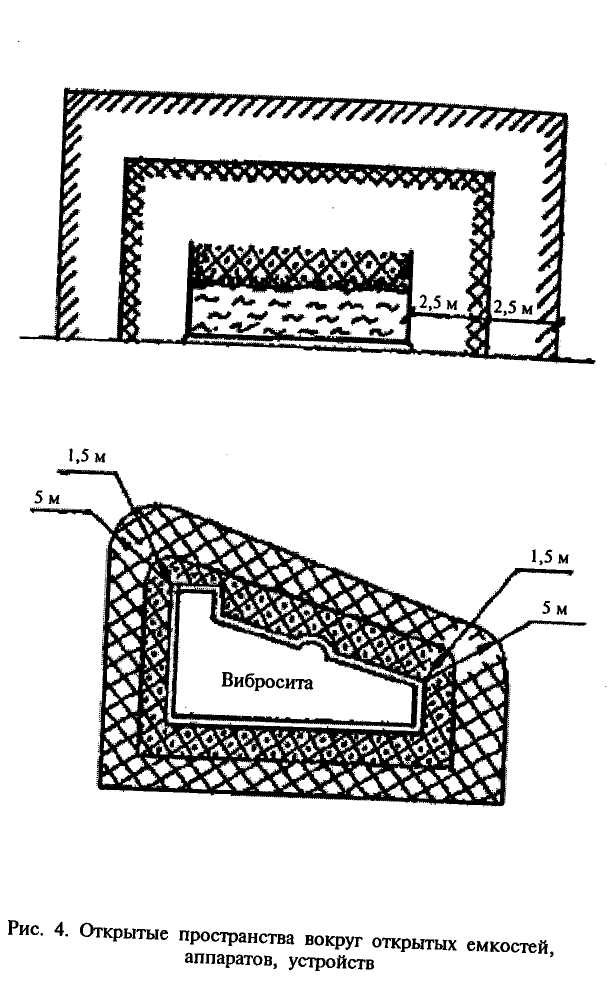 2,5 м 2,5 м
1,5 м
5 м
1,5 м
5 м
Вибросита
Рис. 4. Открытые пространства вокруг открытых емкостей,
аппаратов, устройств